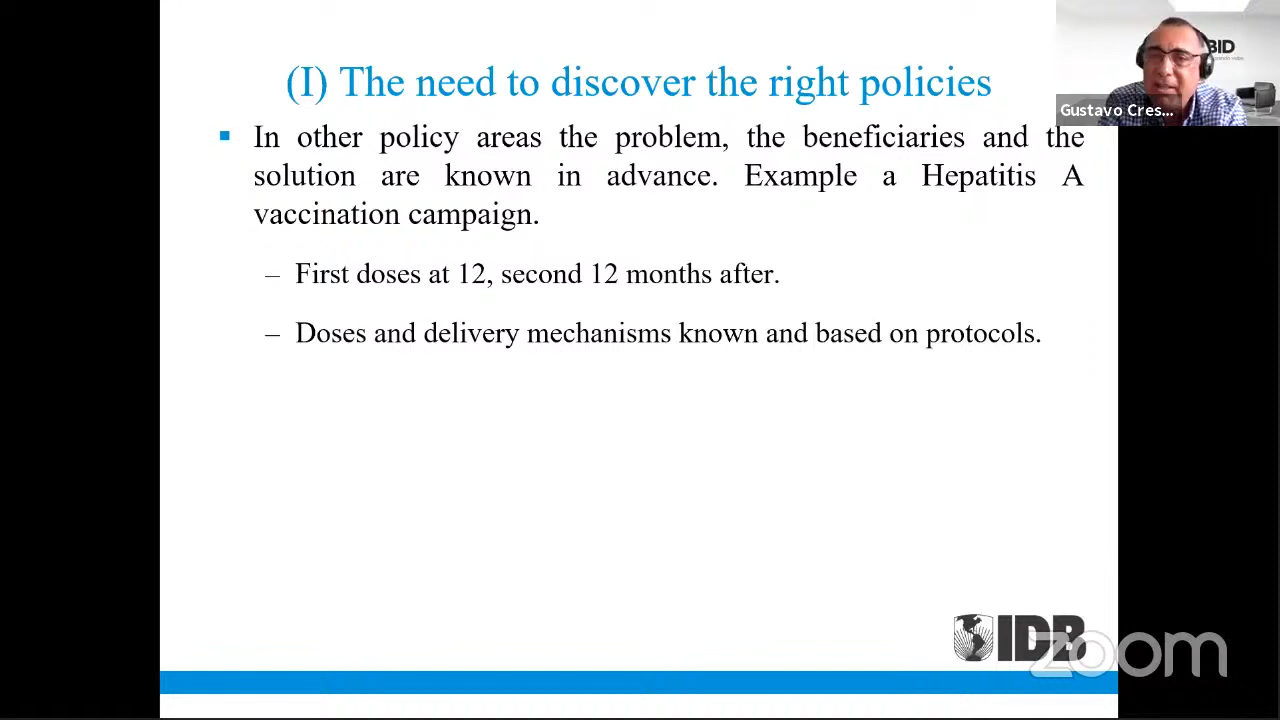 (I) The need to discover the right policies
BID
Gustavo Cres...
▪ In other policy areas the problem, the beneficiaries and the
solution are known in advance. Example a Hepatitis A
vaccination campaign.
– First doses at 12, second 12 months after.
– Doses and delivery mechanisms known and based on protocols.
IDB
zoom